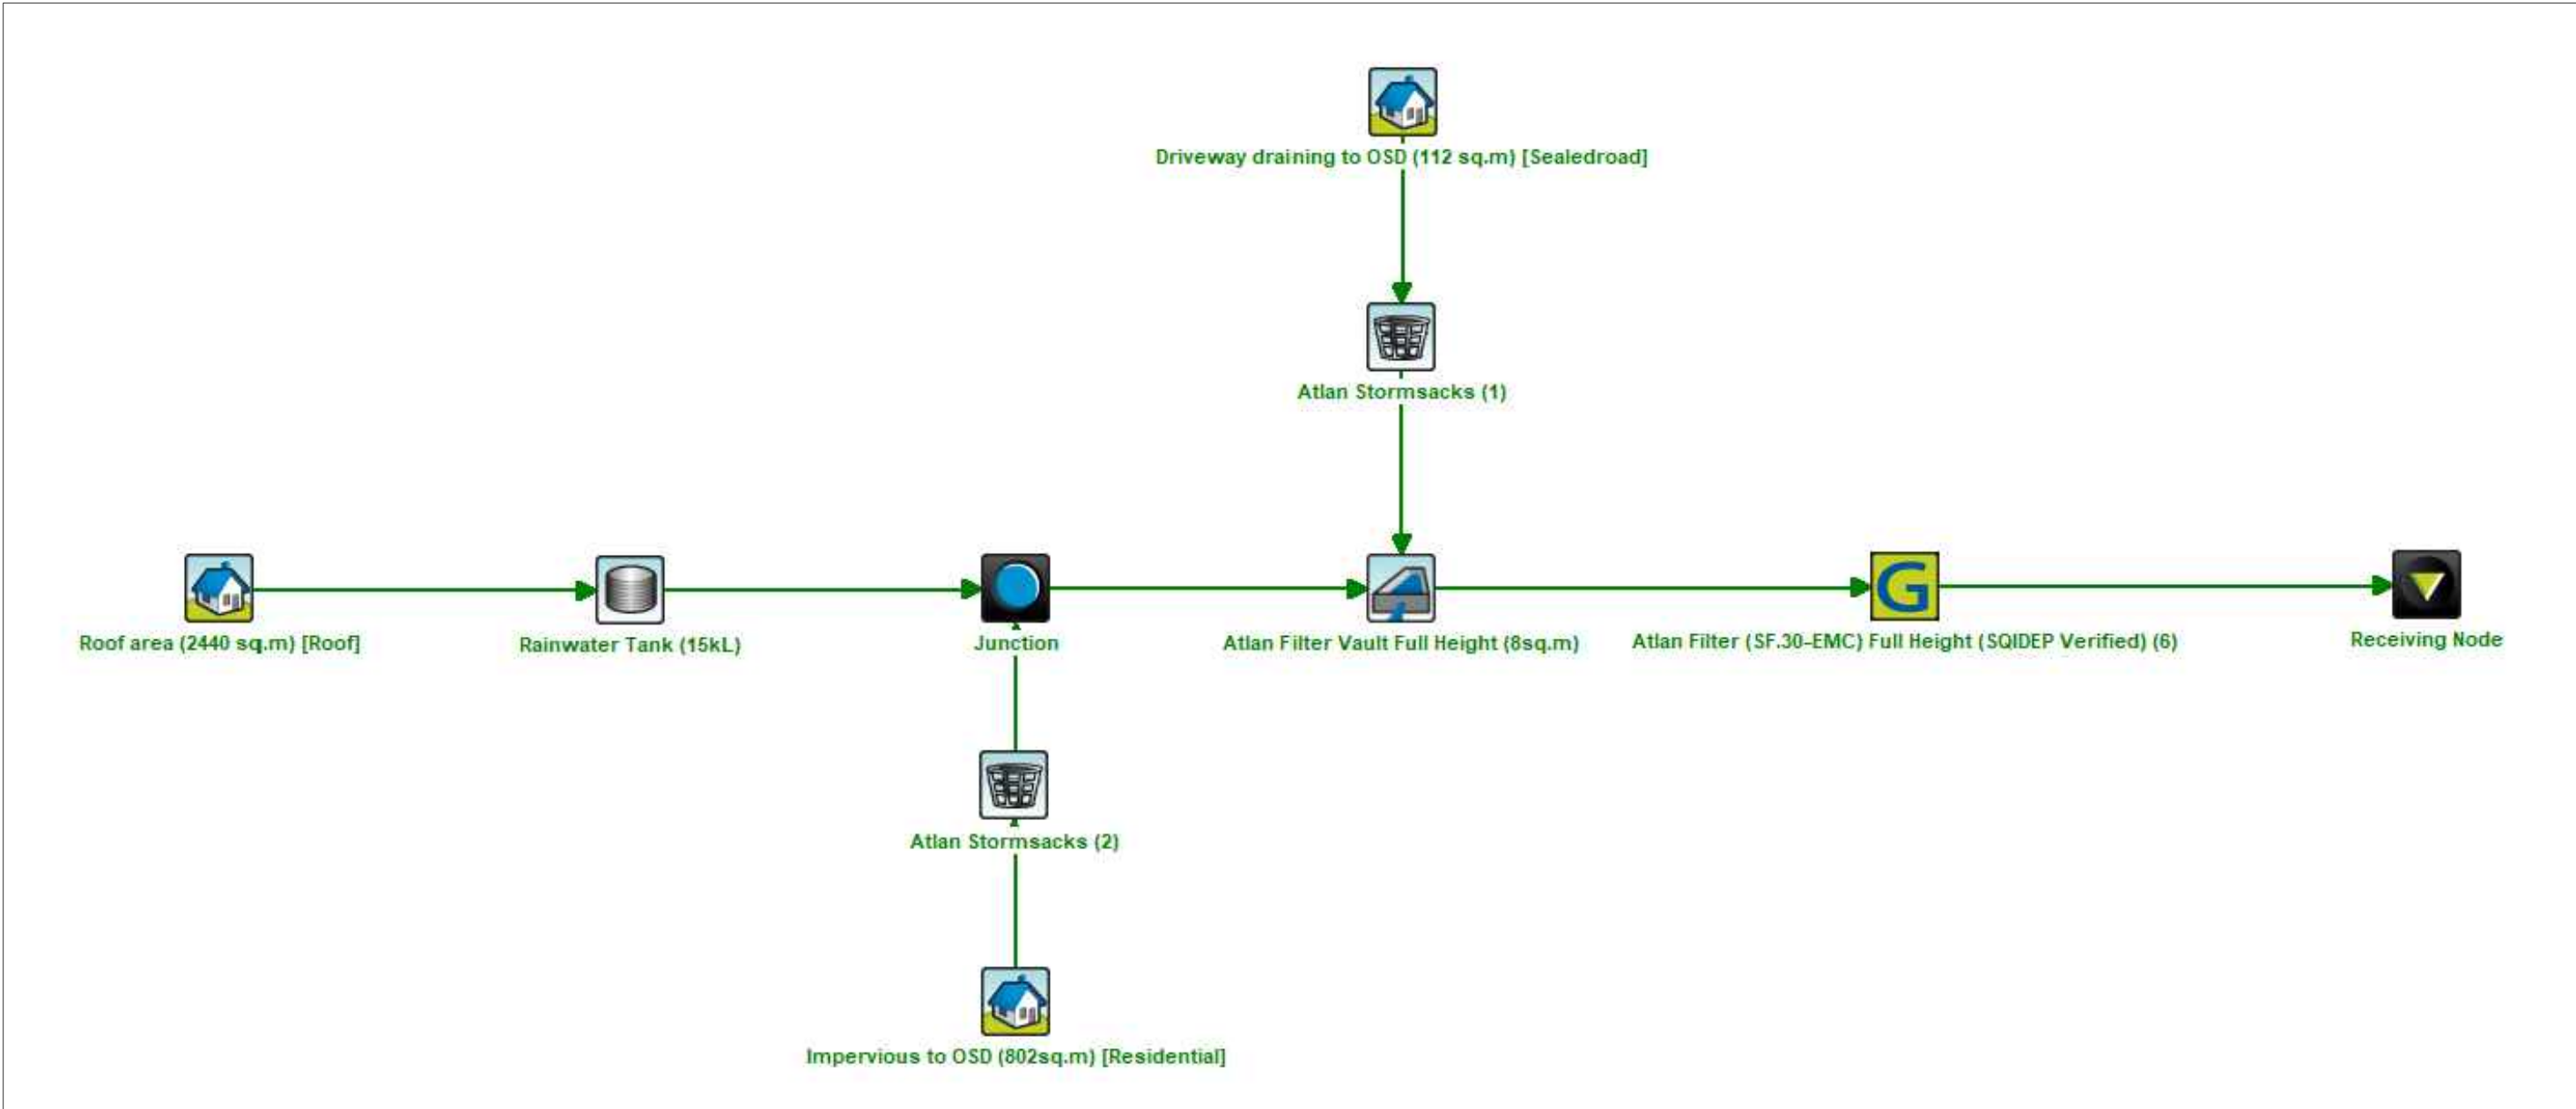 Driveway draining to OSD (112 sq.m) [Sealedroad]
Atlan Stormsacks (1)
Roof area (2440 sq.m) [Roof]
Rainwater Tank (15kL)
Junction
Atlan Filter Vault Full Height (8sq.m)
G
Atlan Filter (SF.30-EMC) Full Height (SQIDEP Verified) (6)
Receiving Node
Atlan Stormsacks (2)
Impervious to OSD (802sq.m) [Residential]